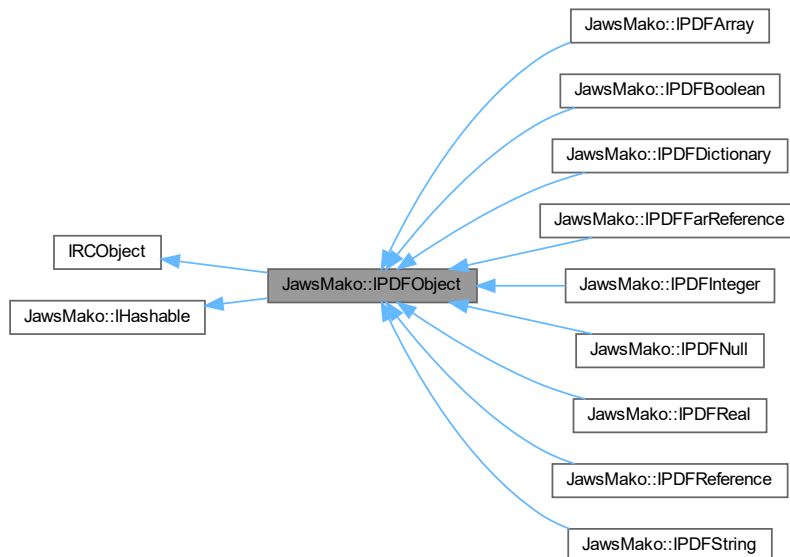 JawsMako::IPDFArray
JawsMako::IPDFBoolean
JawsMako::IPDFDictionary
JawsMako::IPDFFarReference
IRCObject
JawsMako::IPDFObject
JawsMako::IPDFInteger
JawsMako::IHashable
JawsMako::IPDFNull
JawsMako::IPDFReal
JawsMako::IPDFReference
JawsMako::IPDFString